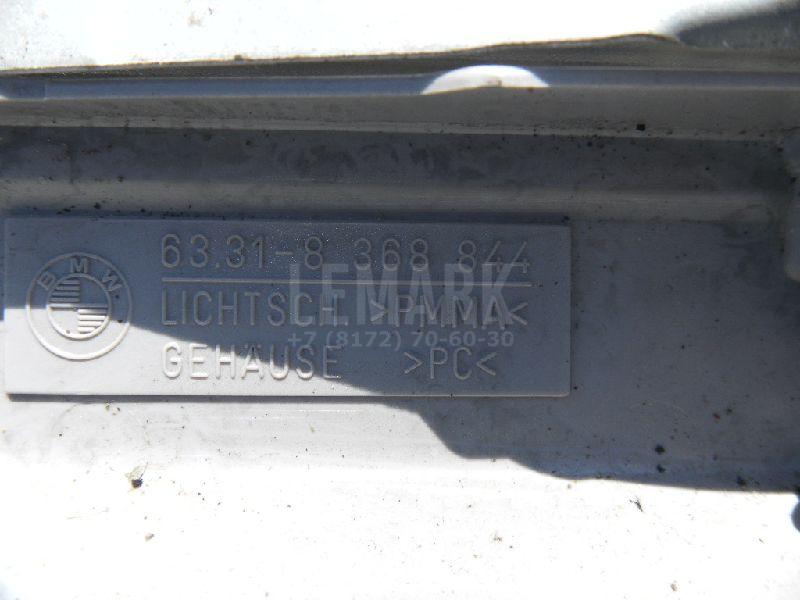 BMW
63.31-8 368 844
LICHTSCH. >PMMA<
GEHÄUSE >PC<
LEMARK
+7 (8172) 70-60-30